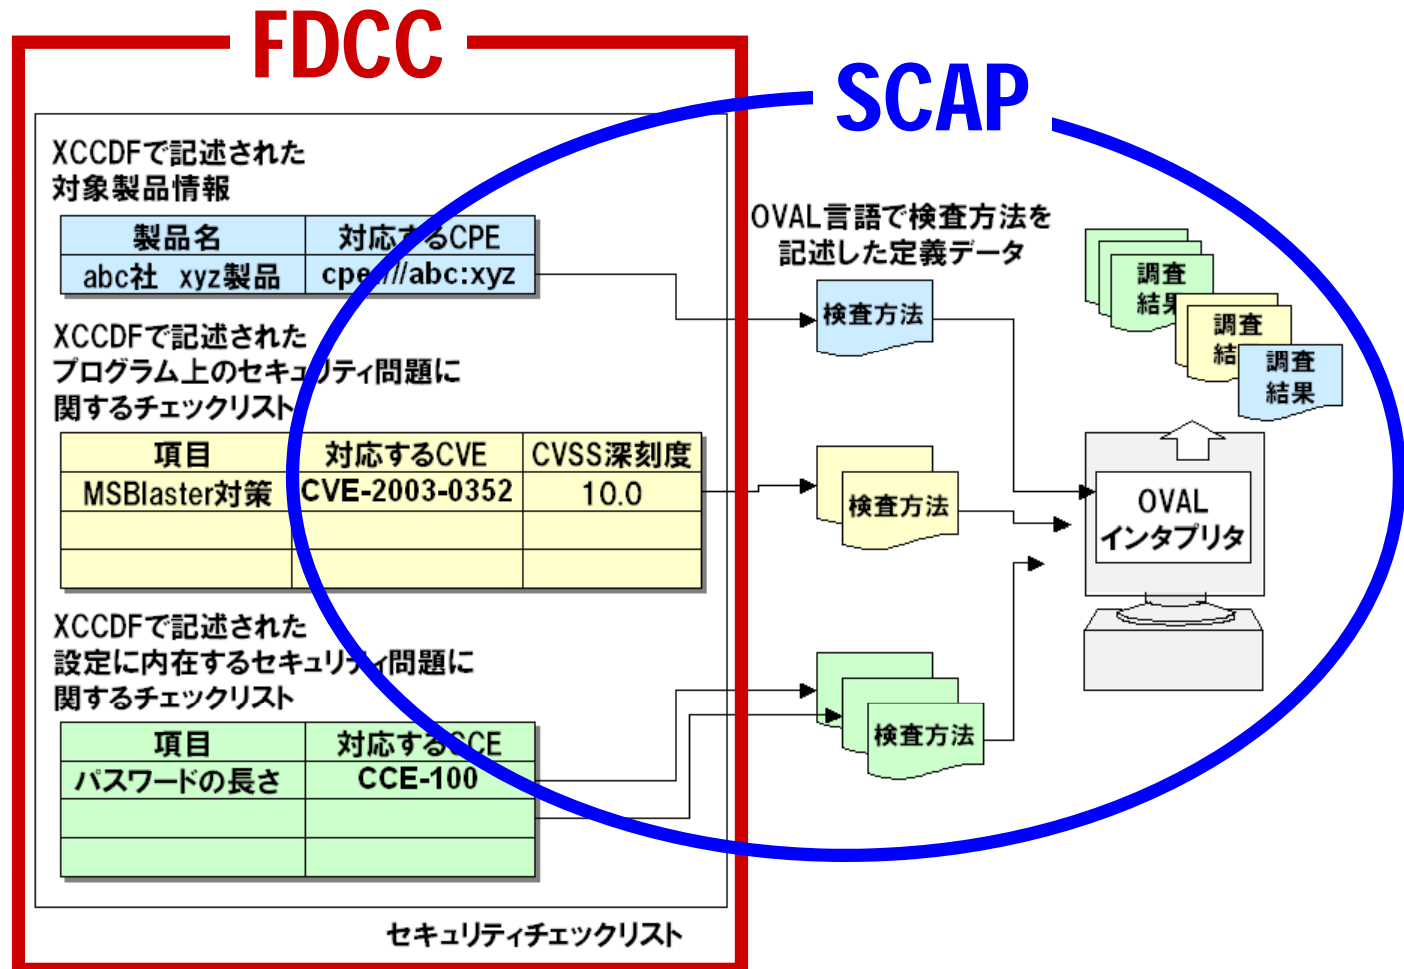 FDCC
SCAP
XCCDFで記述された
対象製品情報
製品名 対応するCPE
abc社 xyz製品 cpe:///abc:xyz
XCCDFで記述された
プログラム上のセキュリティ問題に
関するチェックリスト
項目 対応するCVE CVSS深刻度
MSBlaster対策 CVE-2003-0352 10.0
XCCDFで記述された
設定に内在するセキュリティ問題に
関するチェックリスト
項目 対応するCCE
パスワードの長さ CCE-100
セキュリティチェックリスト
OVAL言語で検査方法を
記述した定義データ
検査方法
検査方法
検査方法
調査
結果
調査
結
調査
結果
OVAL
インタプリタ